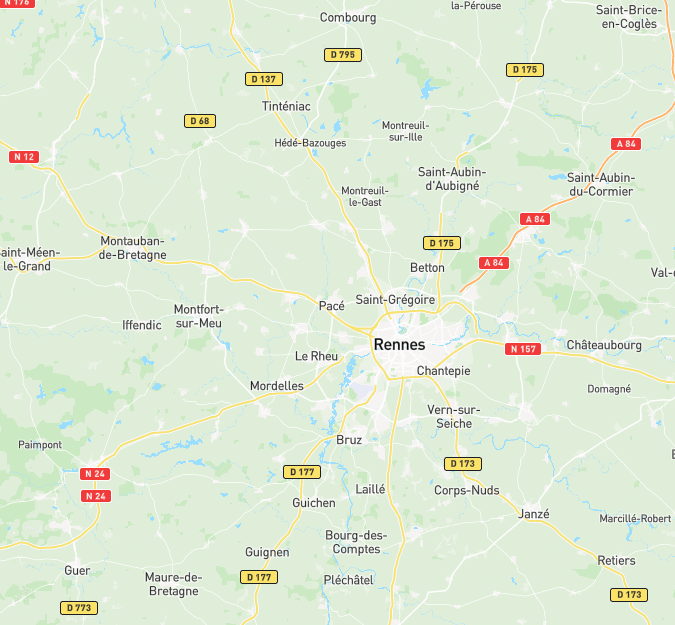 N 176
Combourg
la-Pérouse
Saint-Brice-
en-Coglès
D 795
D 137
D 175
Tinténiac
D 68
Montreuil-
sur-Ille
Hédé-Bazouges
A 84
N 12
Saint-Aubin-
d'Aubigné
Saint-Aubin-
du-Cormier
Montreuil-
le-Gast
A 84
Montauban-
de-Bretagne
D 175
aint-Méen-
le-Grand
A 84
Betton
Val-d
Pacé
Saint-Grégoire
Montfort-
sur-Meu
Iffendic
Rennes
N 157
Châteaubourg
Le Rheu
Chantepie
Mordelles
Domagné
Vern-sur-
Seiche
Paimpont
Bruz
N 24
D 177
D 173
N 24
Laillé
Corps-Nuds
Guichen
Janzé
Marcillé-Robert
Bourg-des-
Comptes
Guignen
Retiers
Guer
Maure-de-
Bretagne
D 177
Pléchâtel
D 773
D 173